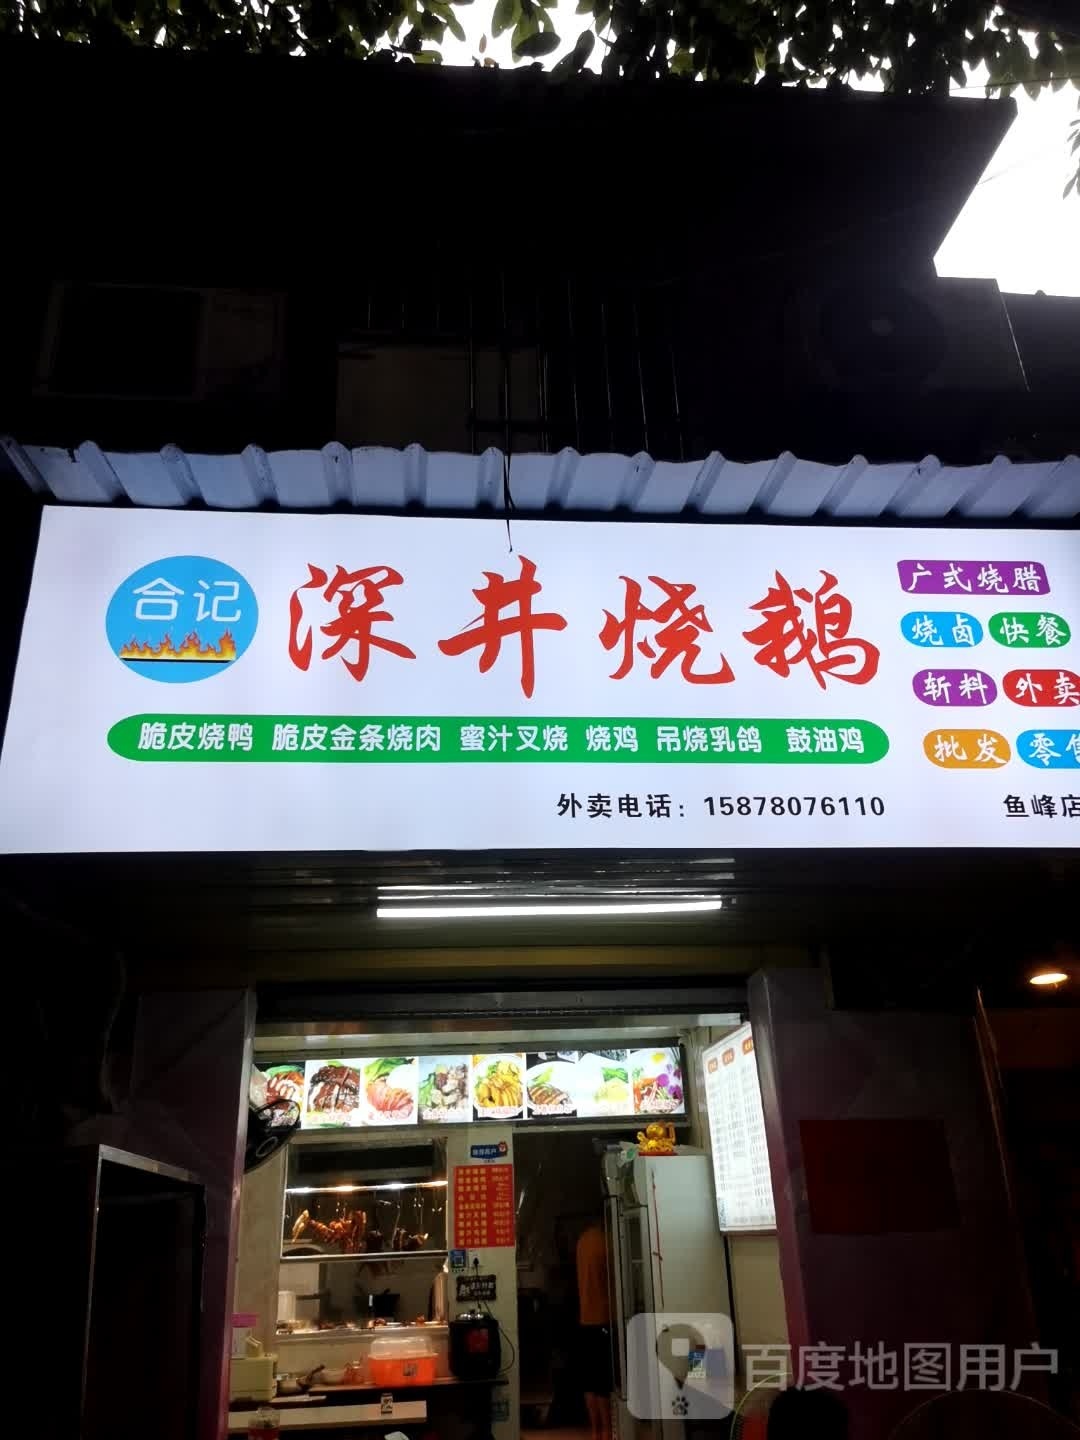 合记
深井烧鹅
广式烧腊
烧卤 快餐
斩料 外卖
批发 零售
脆皮烧鸭 脆皮金条烧肉 蜜汁叉烧 烧鸡 吊烧乳鸽 鼓油鸡
外卖电话：15878076110
鱼峰店
百度地图用户